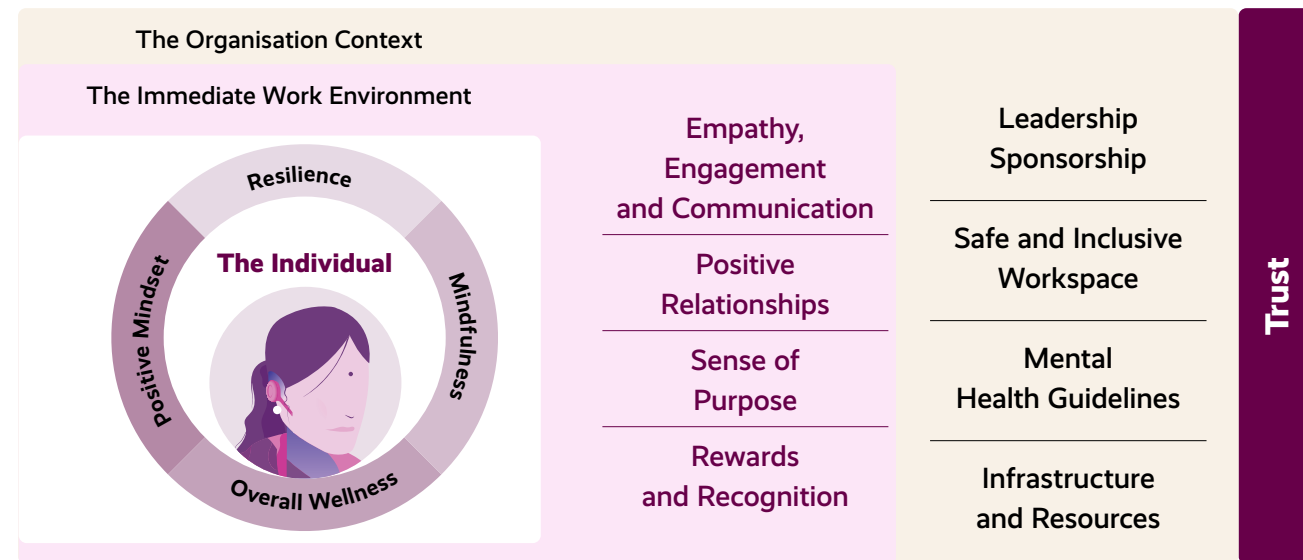 The Organisation Context
The Immediate Work Environment
Resilience
The Individual
Positive Mindset
Mindfulness
Overall Wellness
Empathy,
Engagement
and Communication
Positive
Relationships
Sense of
Purpose
Rewards
and Recognition
Leadership
Sponsorship
Safe and Inclusive
Workspace
Mental
Health Guidelines
Infrastructure
and Resources
Trust